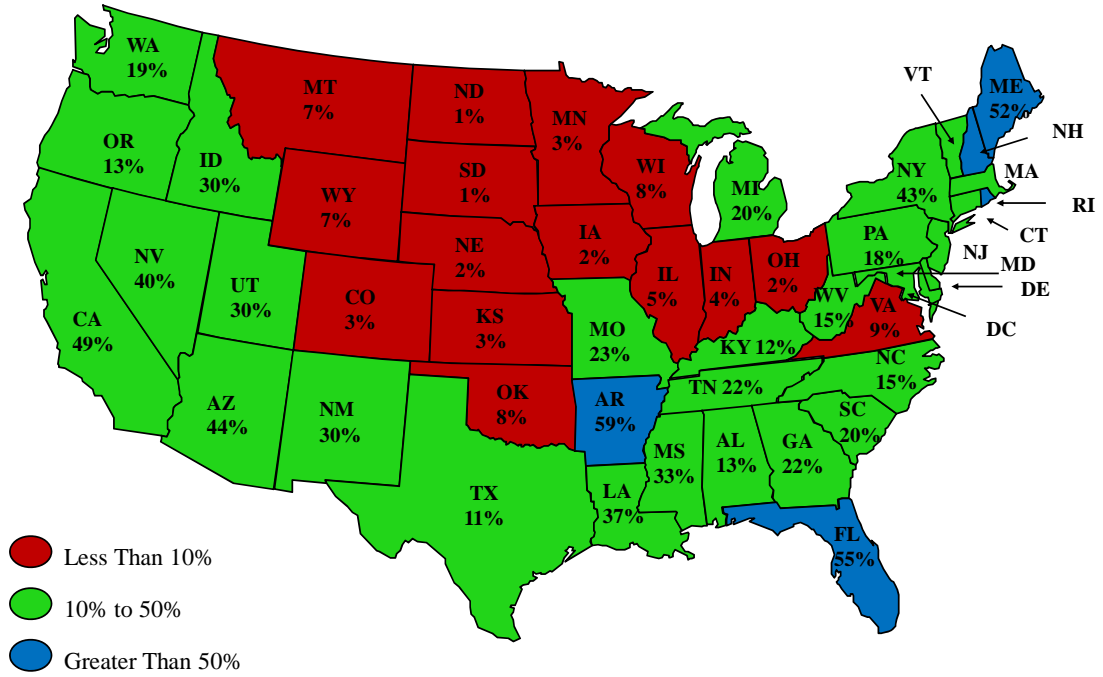 WA
19%
MT
7%
ND
1%
MN
3%
VT
ME
52%
NH
OR
13%
ID
30%
SD
1%
WI
8%
MI
20%
NY
43%
MA
RI
WY
7%
NE
2%
IA
2%
PA
18%
CT
NJ
MD
DE
DC
NV
40%
UT
30%
CO
3%
KS
3%
IL
5%
IN
4%
OH
2%
WV
15%
VA
9%
CA
49%
MO
23%
KY 12%
NC
15%
TN 22%
AZ
44%
NM
30%
OK
8%
AR
59%
SC
20%
MS
33%
AL
13%
GA
22%
TX
11%
LA
37%
FL
55%
Less Than 10%
10% to 50%
Greater Than 50%